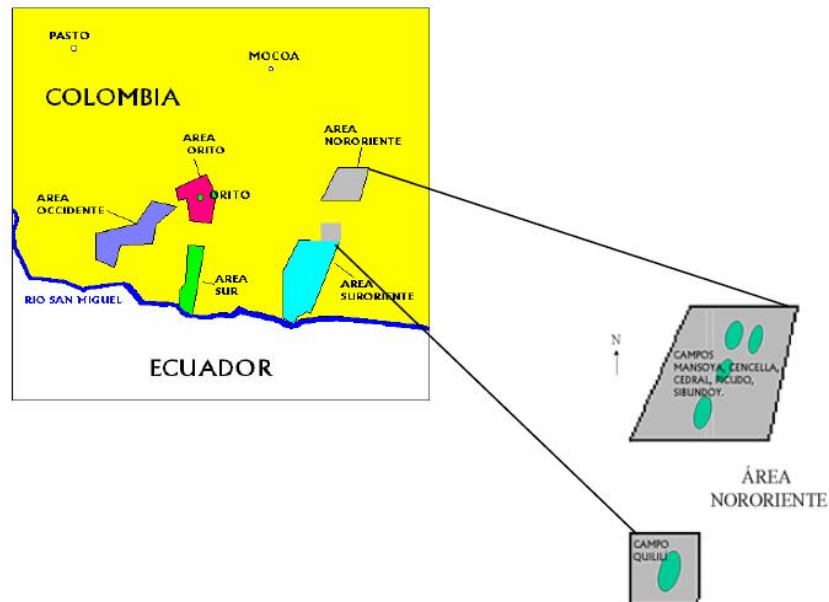 PASTO
MOCOA
COLOMBIA
AREA
ORITO
AREA
NORORIENTE
ORITO
AREA
OCCIDENTE
AREA
SUR
AREA
SURORIENTE
RIO SAN MIGUEL
ECUADOR
N
CAMPOS
MANSOYA, CENCELLA,
CEDRAL, PICUDO,
SIBUNDOY.
ÁREA
NORORIENTE
CAMPO
QUILILI